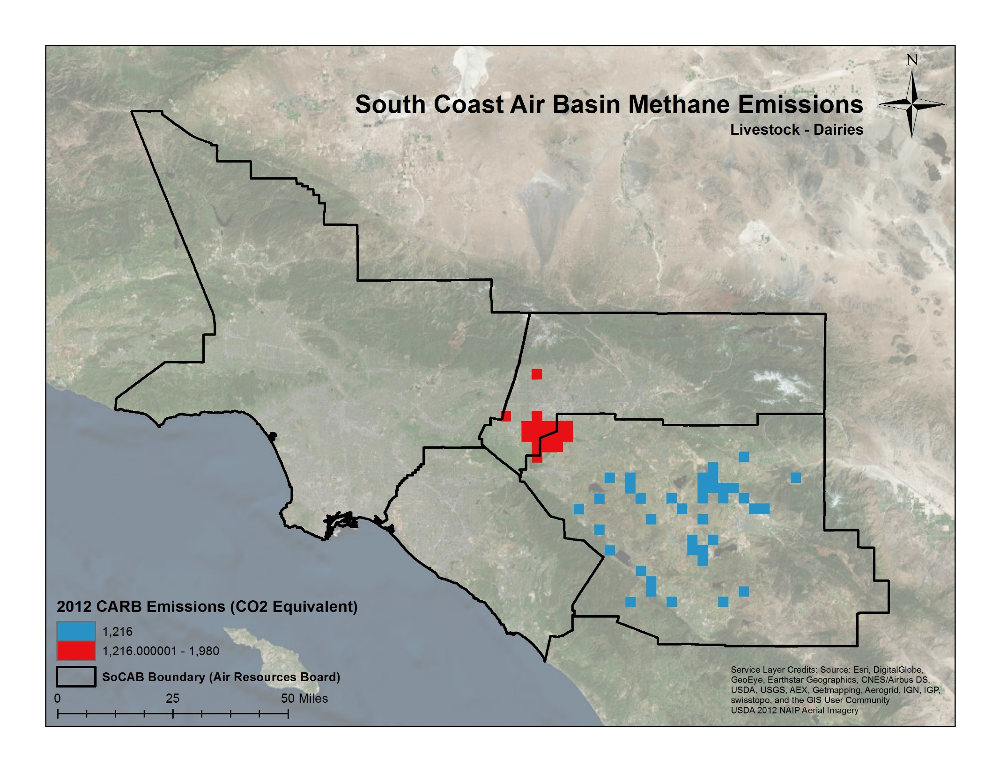 N
South Coast Air Basin Methane Emissions
Livestock - Dairies
2012 CARB Emissions (CO2 Equivalent)
1,216
1,216.000001 - 1,980
SoCAB Boundary (Air Resources Board)
0 25 50 Miles
Service Layer Credits: Source: Esri, DigitalGlobe,
GeoEye, Earthstar Geographics, CNES/Airbus DS,
USDA, USGS, AEX, Getmapping, Aerogrid, IGN, IGP,
swisstopo, and the GIS User Community
USDA 2012 NAIP Aerial Imagery